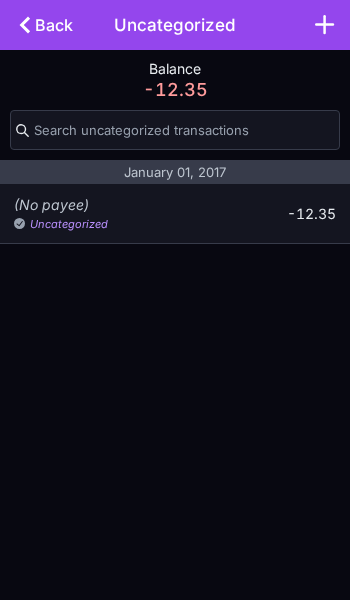 Back Uncategorized
Balance
-12.35
Search uncategorized transactions
January 01, 2017
(No payee)
-12.35
Uncategorized